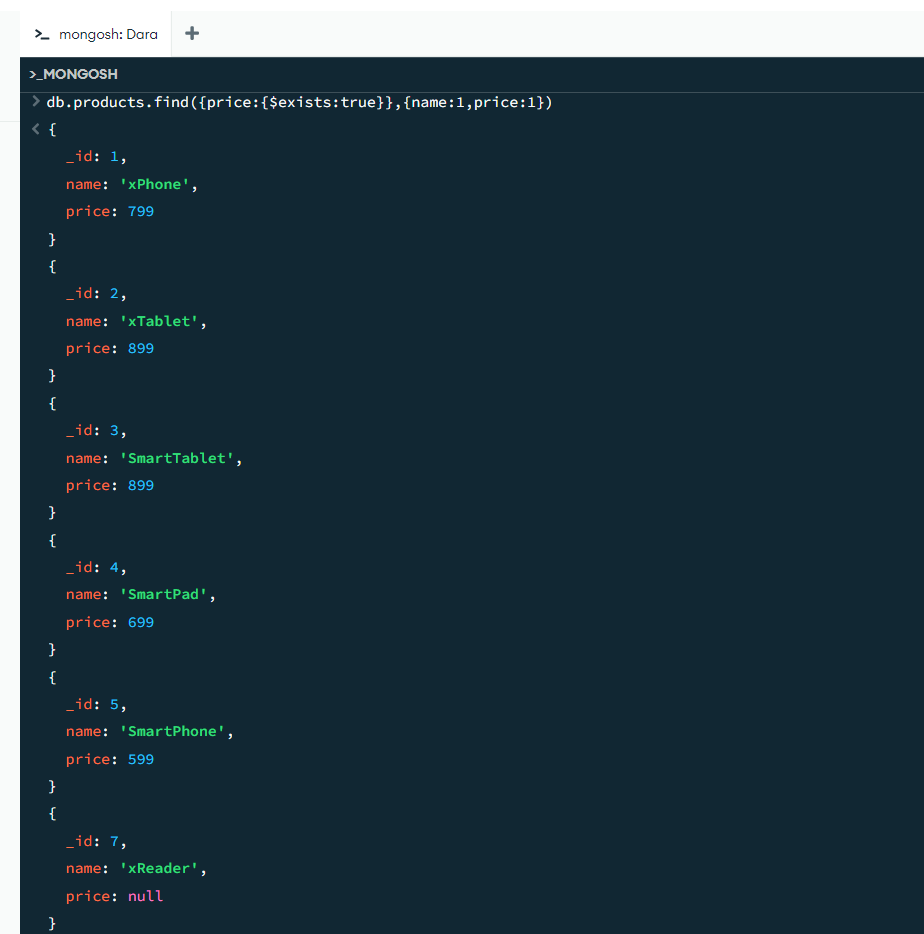 >_ mongosh: Dara +
>_MONGOSH
> db.products.find({price:{$exists:true}},{name:1,price:1})
< {
_id: 1,
name: 'xPhone',
price: 799
}
{
_id: 2,
name: 'xTablet',
price: 899
}
{
_id: 3,
name: 'SmartTablet',
price: 899
}
{
_id: 4,
name: 'SmartPad',
price: 699
}
{
_id: 5,
name: 'SmartPhone',
price: 599
}
{
_id: 7,
name: 'xReader',
price: null
}